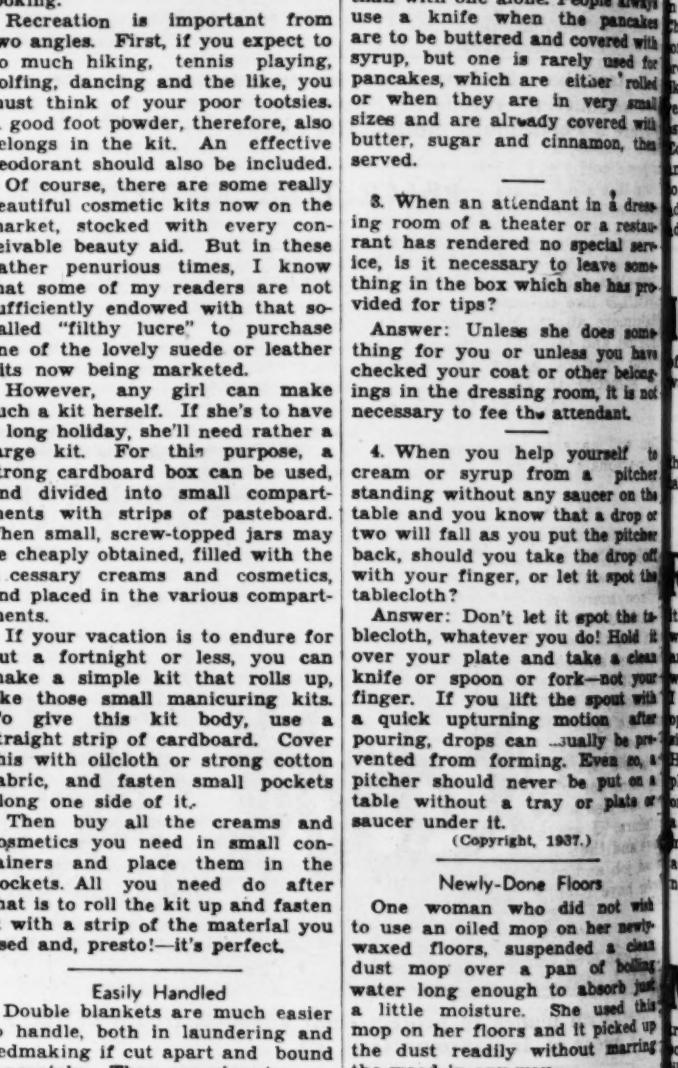 Recreation is important from
two angles. First, if you expect to
do much hiking, tennis playing,
golfing, dancing and the like, you
must think of your poor tootsies.
A good foot powder, therefore, also
belongs in the kit. An effective
deodorant should also be included.
Of course, there are some really
beautiful cosmetic kits now on the
market, stocked with every con-
ceivable beauty aid. But in these
rather penurious times, I know
that some of my readers are not
sufficiently endowed with that so-
called "filthy lucre" to purchase
one of the lovely suede or leather
kits now being marketed.
However, any girl can make
such a kit herself. If she's to have
a long holiday, she'll need rather a
large kit. For this purpose, a
strong cardboard box can be used,
and divided into small compart-
ments with strips of pasteboard.
Then small, screw-topped jars may
be cheaply obtained, filled with the
necessary creams and cosmetics,
and placed in the various compart-
ments.
If your vacation is to endure for
but a fortnight or less, you can
make a simple kit that rolls up,
like those small manicuring kits.
To give this kit body, use a
straight strip of cardboard. Cover
this with oilcloth or strong cotton
fabric, and fasten small pockets
along one side of it.
Then buy all the creams and
cosmetics you need in small con-
tainers and place them in the
pockets. All you need do after
that is to roll the kit up and fasten
it with a strip of the material you
used and, presto!—it's perfect.
Easily Handled
Double blankets are much easier
to handle, both in laundering and
bedmaking if cut apart and bound
than with one alone. People always
use a knife when the pancakes
are to be buttered and covered with
syrup, but one is rarely used for
pancakes, which are either rolled
or when they are in very small
sizes and are already covered with
butter, sugar and cinnamon, then
served.
3. When an attendant in a dress-
ing room of a theater or a restau-
rant has rendered no special serv-
ice, is it necessary to leave some-
thing in the box which she has pro-
vided for tips?
Answer: Unless she does some-
thing for you or unless you have
checked your coat or other belong-
ings in the dressing room, it is not
necessary to fee the attendant.
4. When you help yourself to
cream or syrup from a pitcher
standing without any saucer on the
table and you know that a drop or
two will fall as you put the pitcher
back, should you take the drop off
with your finger, or let it spot the
tablecloth?
Answer: Don't let it spot the ta-
blecloth, whatever you do! Hold it
over your plate and take a clean
knife or spoon or fork—not your
finger. If you lift the spout with
a quick upturning motion after
pouring, drops can usually be pre-
vented from forming. Even so, a
pitcher should never be put on a
table without a tray or plate or
saucer under it.
(Copyright, 1937.)
Newly-Done Floors
One woman who did not wish
to use an oiled mop on her newly-
waxed floors, suspended a clean
dust mop over a pan of boiling
water long enough to absorb just
a little moisture. She used this
mop on her floors and it picked up
the dust readily without marring